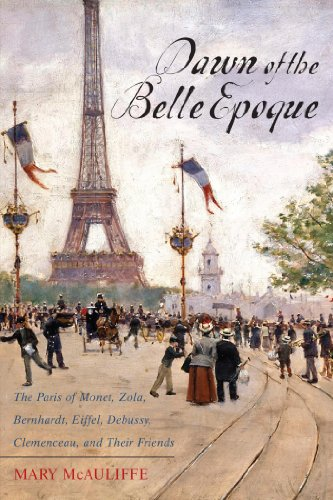 Dawn of the
Belle Epoque
The Paris of Monet, Zola,
Bernhardt, Eiffel, Debussy,
Clemenceau, and Their Friends
MARY McAULIFFE